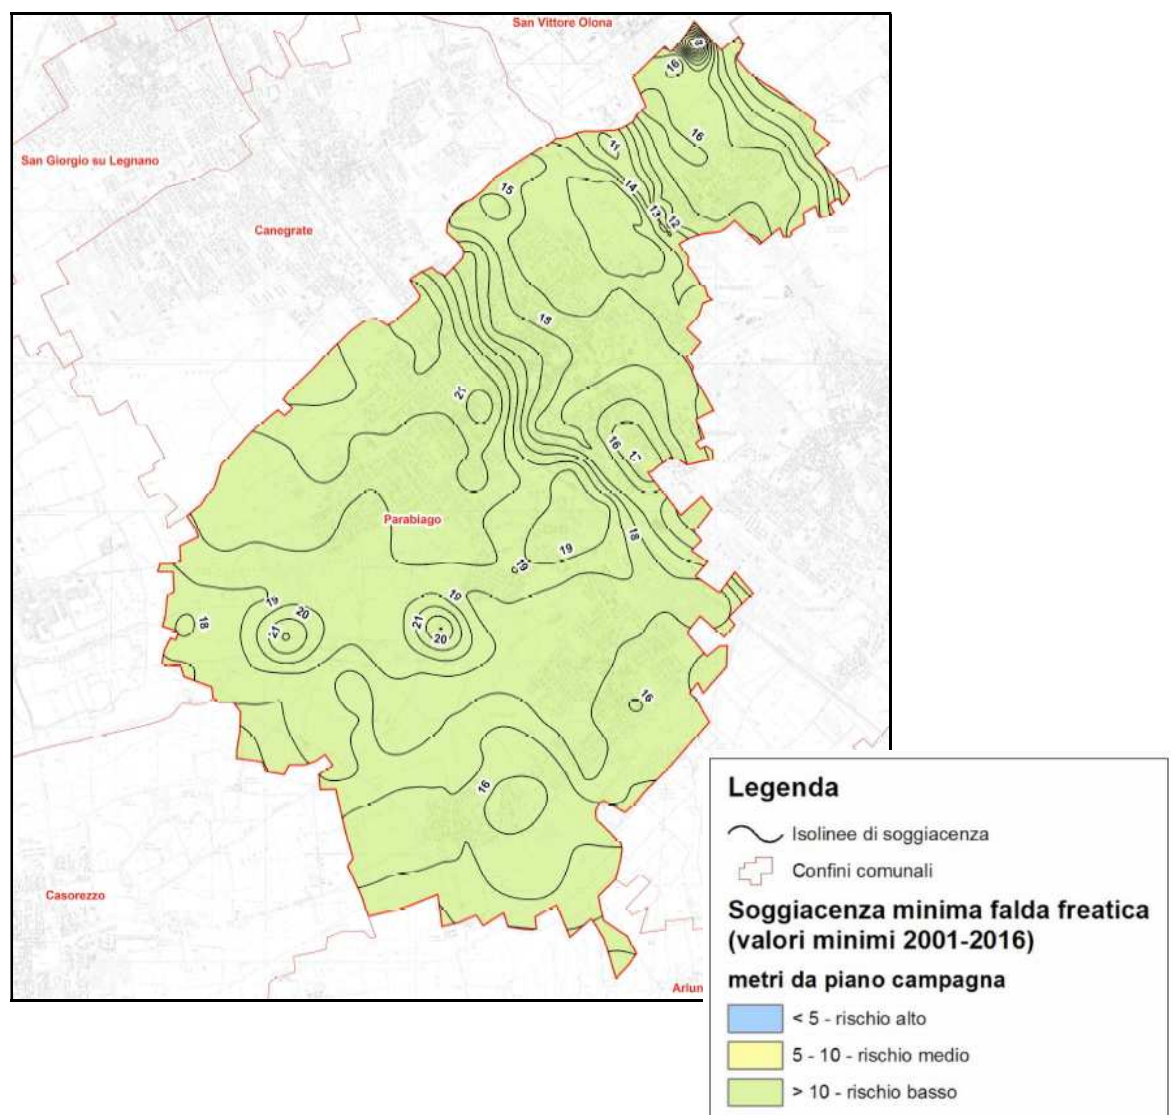 San Vittore Olona
16
16
11
San Giorgio su Legnano
14
15
13
12
Canegrate
18
16
Parabiago
18
19
19
19
19
20
18
21
21
20
16
16
Casorezzo
Legenda
Isolinee di soggiacenza
Confini comunali
Soggiacenza minima falda freatica
(valori minimi 2001-2016)
metri da piano campagna
Arlun
< 5 - rischio alto
5 - 10 - rischio medio
> 10 - rischio basso